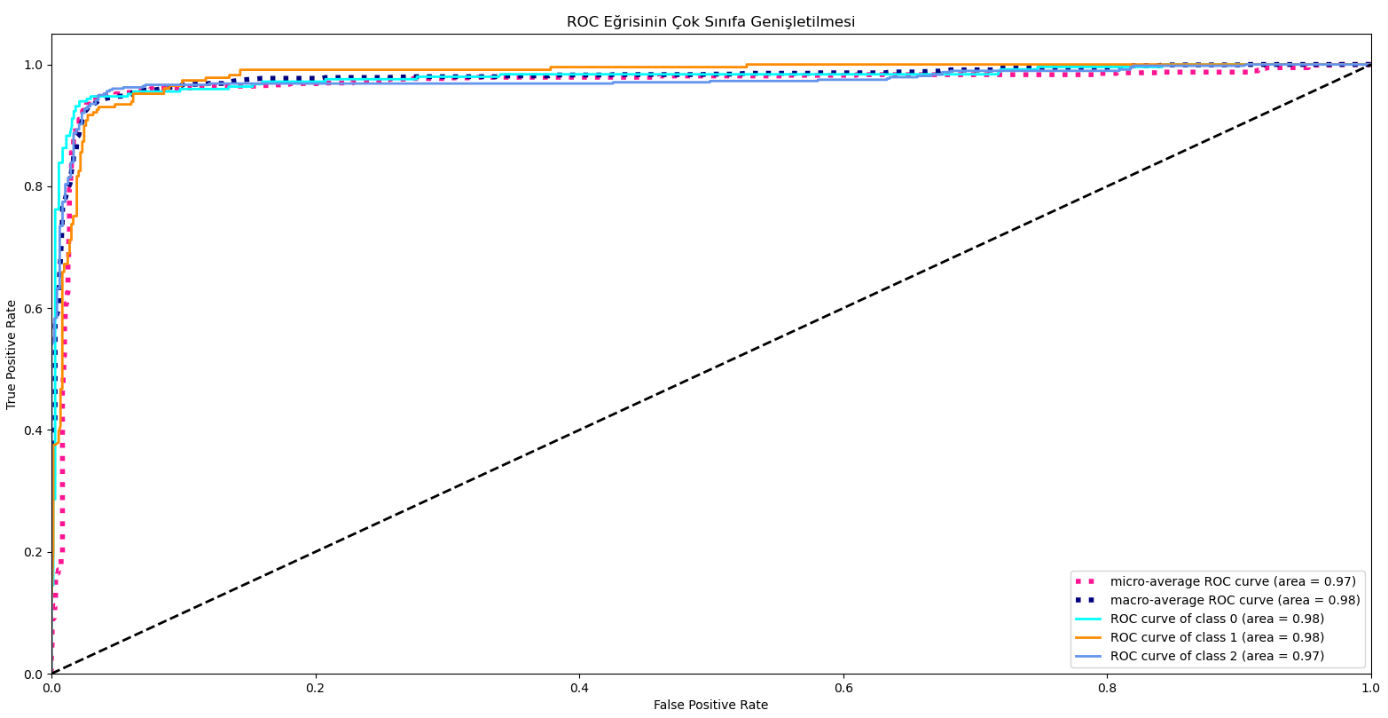 ROC Eğrisinin Çok Sınıfa Genişletilmesi
True Positive Rate
1.0
0.8
0.6
0.4
0.2
0.0
0.0 0.2 0.4 0.6 0.8 1.0
False Positive Rate
micro-average ROC curve (area = 0.97)
macro-average ROC curve (area = 0.98)
ROC curve of class 0 (area = 0.98)
ROC curve of class 1 (area = 0.98)
ROC curve of class 2 (area = 0.97)